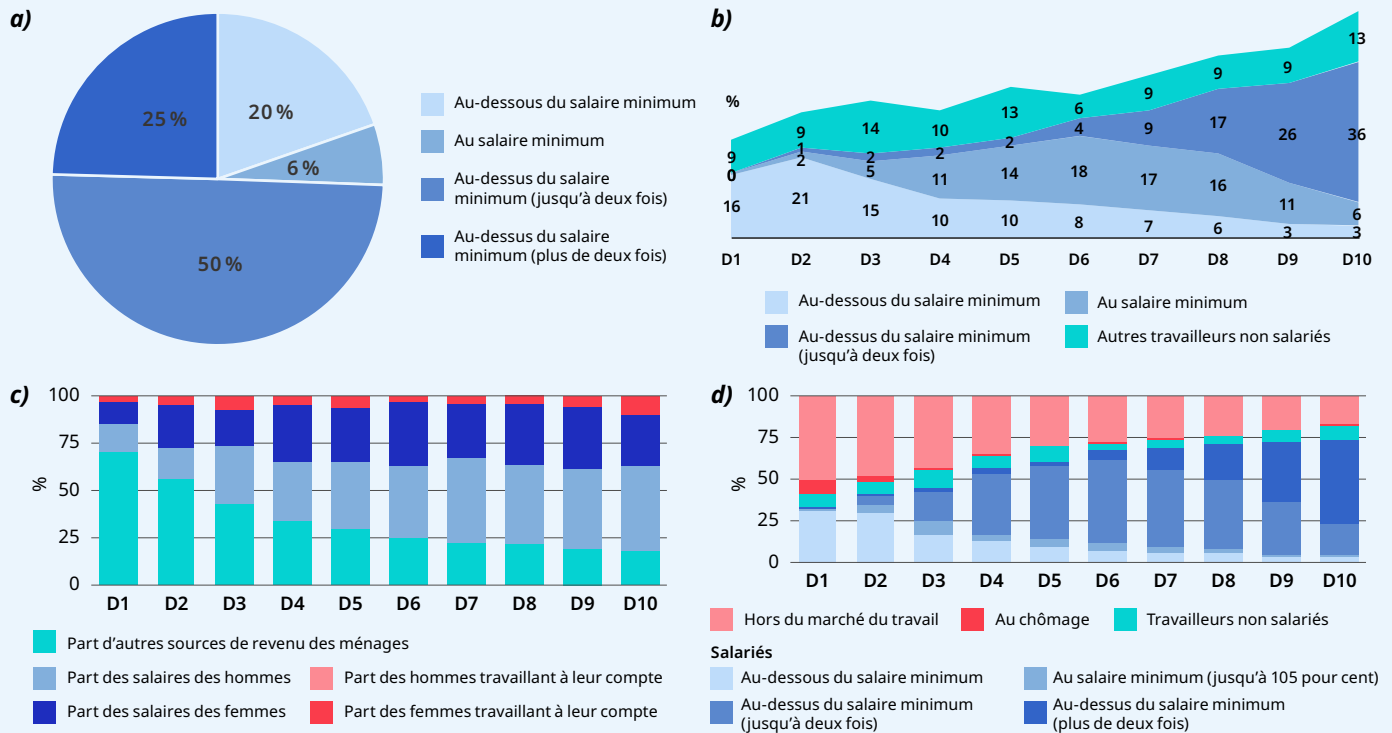 a)
25 %
20 %
6 %
50 %
Au-dessous du salaire minimum
Au salaire minimum
Au-dessus du salaire
minimum (jusqu'à deux fois)
Au-dessus du salaire
minimum (plus de deux fois)
b)
%
9 9 14 10 13 6 9 9 9 13
0 1 2 2 2 4 9 17 26 36
2 5 11 14 18 17 16 11 6
16 21 15 10 10 8 7 6 3 3
D1 D2 D3 D4 D5 D6 D7 D8 D9 D10
Au-dessous du salaire minimum
Au salaire minimum
Au-dessus du salaire minimum
(jusqu'à deux fois)
Autres travailleurs non salariés
c)
%
100
75
50
25
0
D1 D2 D3 D4 D5 D6 D7 D8 D9 D10
Part d'autres sources de revenu des ménages
Part des salaires des hommes
Part des hommes travaillant à leur compte
Part des salaires des femmes
Part des femmes travaillant à leur compte
d)
%
100
75
50
25
0
D1 D2 D3 D4 D5 D6 D7 D8 D9 D10
Hors du marché du travail
Au chômage
Travailleurs non salariés
Salariés
Au-dessous du salaire minimum
Au salaire minimum (jusqu'à 105 pour cent)
Au-dessus du salaire minimum
(jusqu'à deux fois)
Au-dessus du salaire minimum
(plus de deux fois)